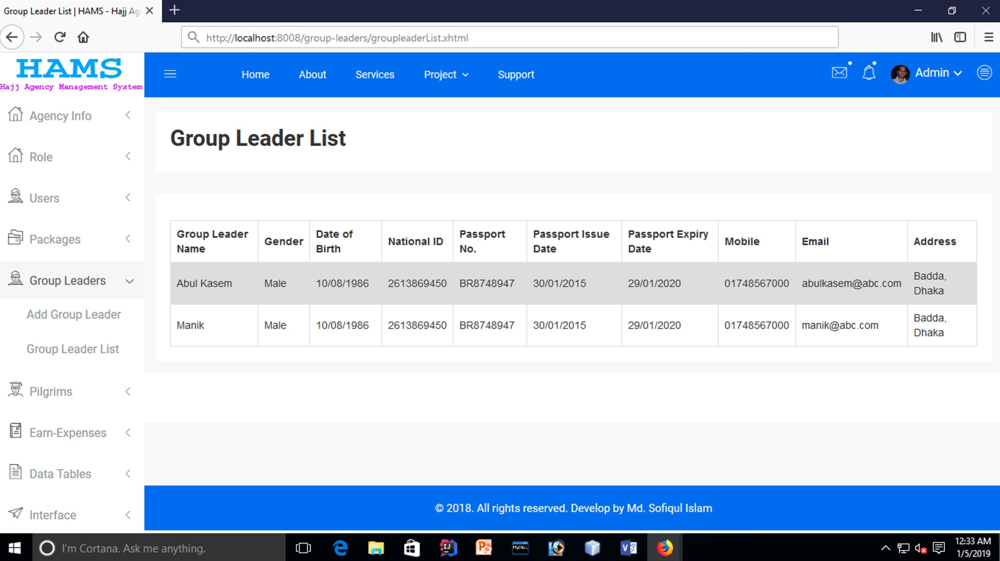 Group Leader List | HAMS - Hajj Ag
http://localhost:8008/group-leaders/groupleaderList.xhtml
HAMS
Hajj Agency Management System
Home About Services Project Support
Admin
Agency Info
Role
Users
Packages
Group Leaders
Add Group Leader
Group Leader List
Pilgrims
Earn-Expenses
Data Tables
Interface
Group Leader List
Group Leader Name Gender Date of Birth National ID Passport No. Passport Issue Date Passport Expiry Date Mobile Email Address
Abul Kasem Male 10/08/1986 2613869450 BR8748947 30/01/2015 29/01/2020 01748567000 abulkasem@abc.com Badda, Dhaka
Manik Male 10/08/1986 2613869450 BR8748947 30/01/2015 29/01/2020 01748567000 manik@abc.com Badda, Dhaka
© 2018. All rights reserved. Develop by Md. Sofiqul Islam
I'm Cortana. Ask me anything.
12:33 AM
1/5/2019